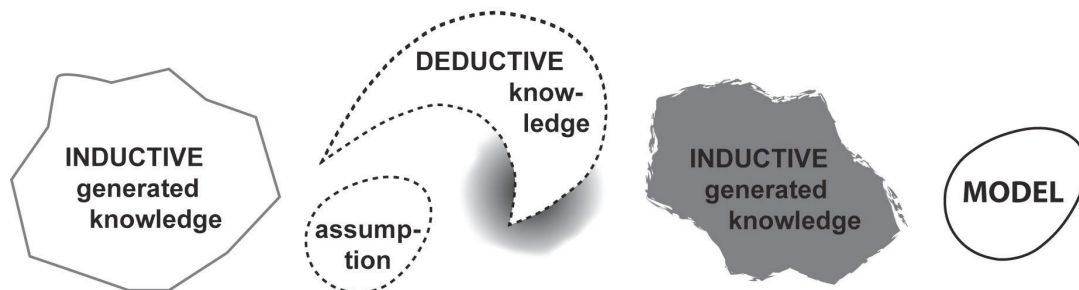 INDUCTIVE
generated
knowledge
DEDUCTIVE
know-
ledge
assump-
tion
INDUCTIVE
generated
knowledge
MODEL